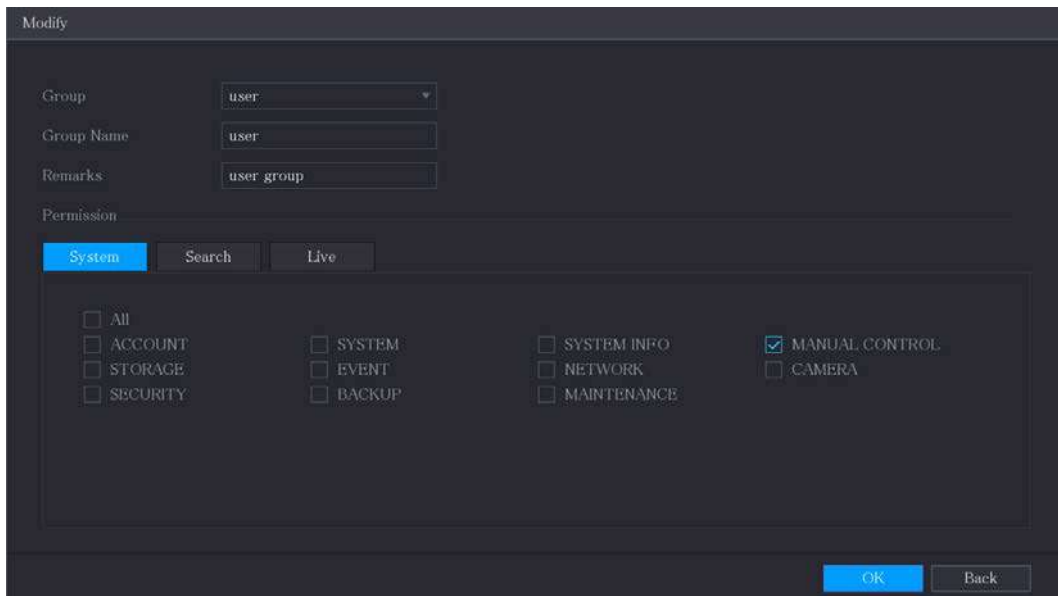 Modify
Group user
Group Name user
Remarks user group
Permission
System Search Live
All
ACCOUNT SYSTEM SYSTEM INFO MANUAL CONTROL
STORAGE EVENT NETWORK CAMERA
SECURITY BACKUP MAINTENANCE
OK Back